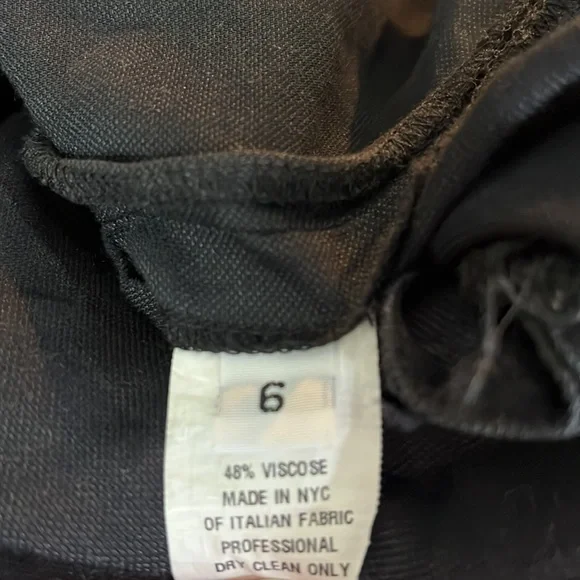 6
48% VISCOSE
MADE IN NYC
OF ITALIAN FABRIC
PROFESSIONAL
DRY CLEAN ONLY